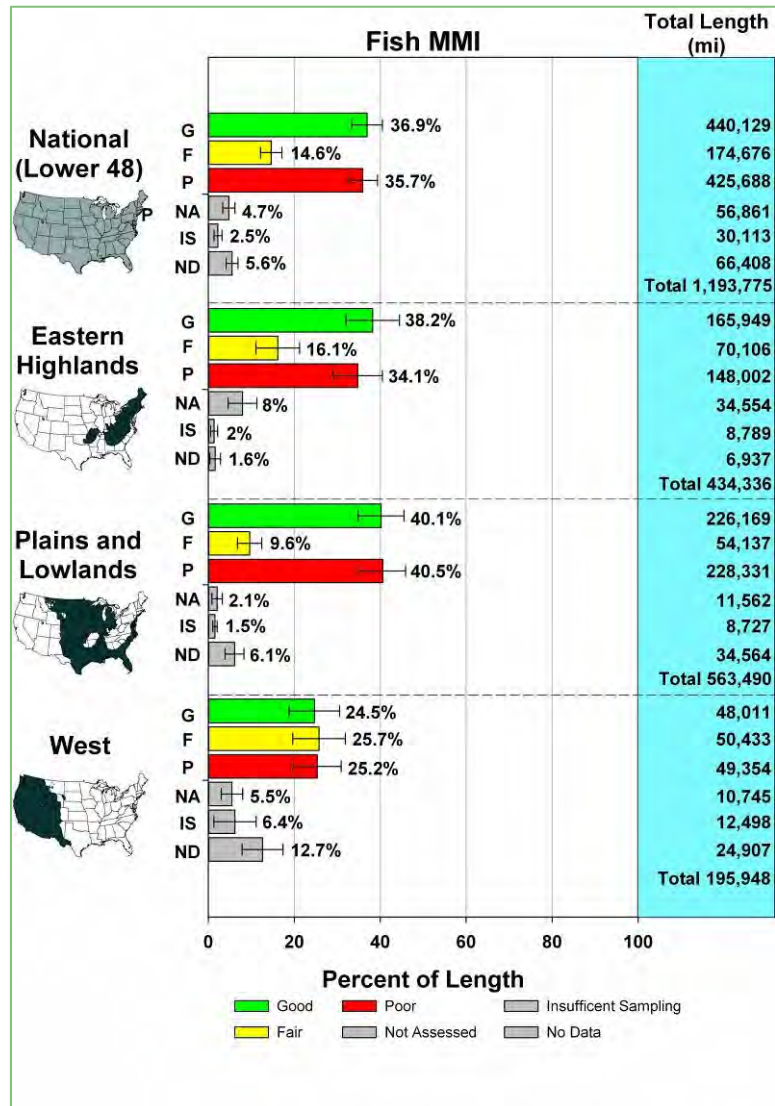 Fish MMI
Total Length
(mi)
National
(Lower 48)
P
G 36.9% 440,129
F 14.6% 174,676
P 35.7% 425,688
NA 4.7% 56,861
IS 2.5% 30,113
ND 5.6% 66,408
Total 1,193,775
Eastern
Highlands
G 38.2% 165,949
F 16.1% 70,106
P 34.1% 148,002
NA 8% 34,554
IS 2% 8,789
ND 1.6% 6,937
Total 434,336
Plains and
Lowlands
G 40.1% 226,169
F 9.6% 54,137
P 40.5% 228,331
NA 2.1% 11,562
IS 1.5% 8,727
ND 6.1% 34,564
Total 563,490
West
G 24.5% 48,011
F 25.7% 50,433
P 25.2% 49,354
NA 5.5% 10,745
IS 6.4% 12,498
ND 12.7% 24,907
Total 195,948
0 20 40 60 80 100
Percent of Length
Good Poor Insufficent Sampling
Fair Not Assessed No Data